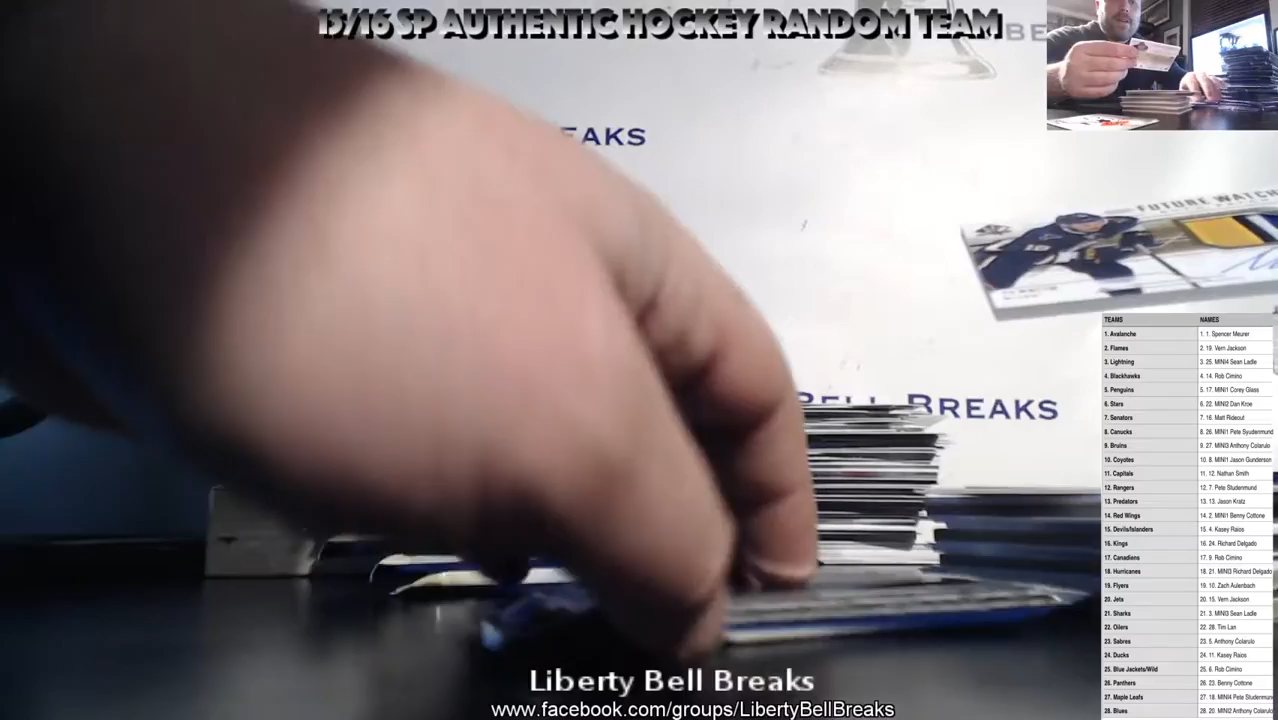 15/16 SP AUTHENTIC HOCKEY RANDOM TEAM
BE
EAKS
FUTURE WATCH
BELL BREAKS
TEAMS NAMES
1. Avalanche 1. 1. Spencer Meurer
2. Flames 2. 19. Vern Jackson
3. Lightning 3. 25. MINI4 Sean Ladle
4. Blackhawks 4. 14. Rob Cimino
5. Penguins 5. 17. MINI1 Corey Glass
6. Stars 6. 22. MINI2 Dan Kroe
7. Senators 7. 16. Matt Rideout
8. Canucks 8. 26. MINI1 Pete Syudenmund
9. Bruins 9. 27. MINI3 Anthony Colarulo
10. Coyotes 10. 8. MINI1 Jason Gunderson
11. Capitals 11. 12. Nathan Smith
12. Rangers 12. 7. Pete Studenmund
13. Predators 13. 13. Jason Kratz
14. Red Wings 14. 2. MINI1 Benny Cottone
15. Devils/Islanders 15. 4. Kasey Raios
16. Kings 16. 24. Richard Delgado
17. Canadiens 17. 9. Rob Cimino
18. Hurricanes 18. 21. MINI3 Richard Delgado
19. Flyers 19. 10. Zach Aulenbach
20. Jets 20. 15. Vern Jackson
21. Sharks 21. 3. MINI3 Sean Ladle
22. Oilers 22. 28. Tim Lan
23. Sabres 23. 5. Anthony Colarulo
24. Ducks 24. 11. Kasey Raios
25. Blue Jackets/Wild 25. 6. Rob Cimino
26. Panthers 26. 23. Benny Cottone
27. Maple Leafs 27. 18. MINI4 Pete Studenmun
28. Blues 28. 20. MINI2 Anthony Colarulo
Liberty Bell Breaks
www.facebook.com/groups/LibertyBellBreaks